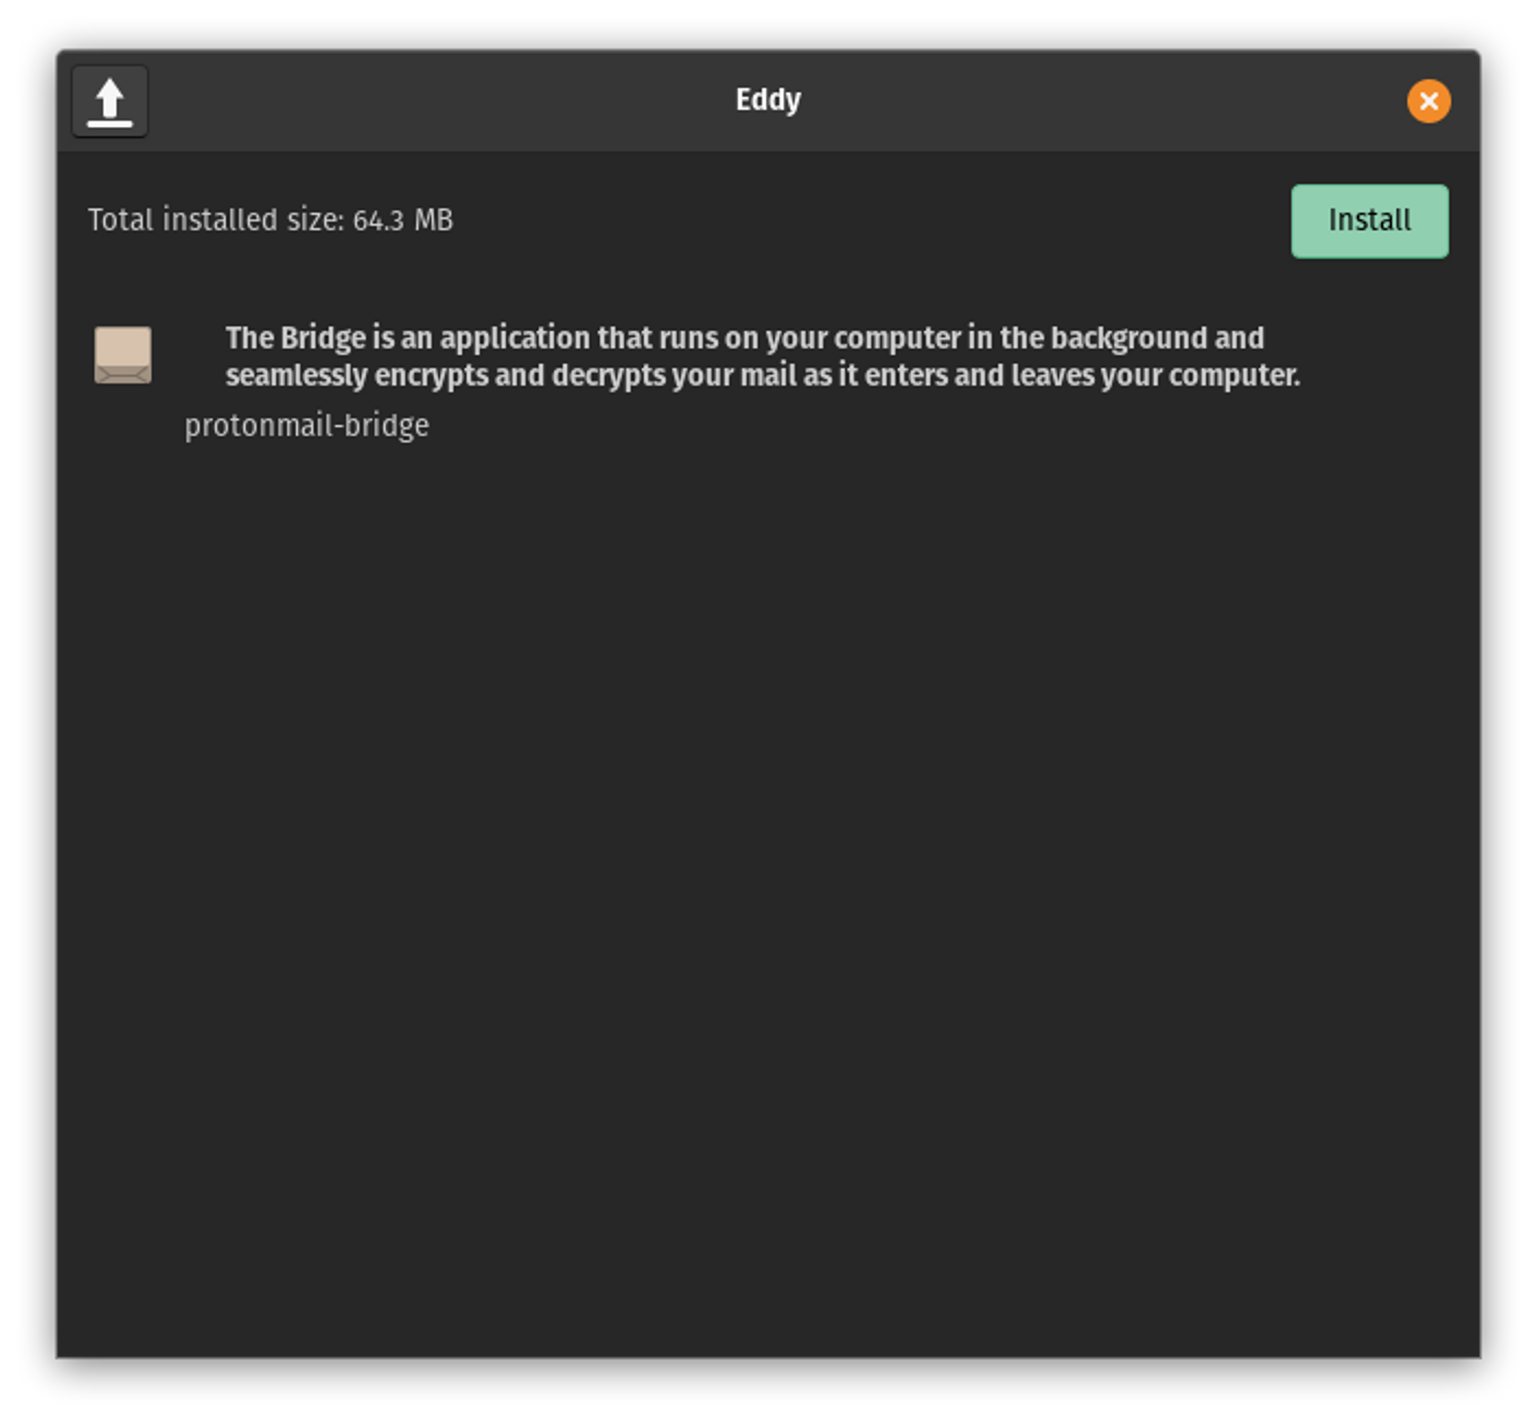 Eddy
Total installed size: 64.3 MB
Install
The Bridge is an application that runs on your computer in the background and
seamlessly encrypts and decrypts your mail as it enters and leaves your computer.
protonmail-bridge